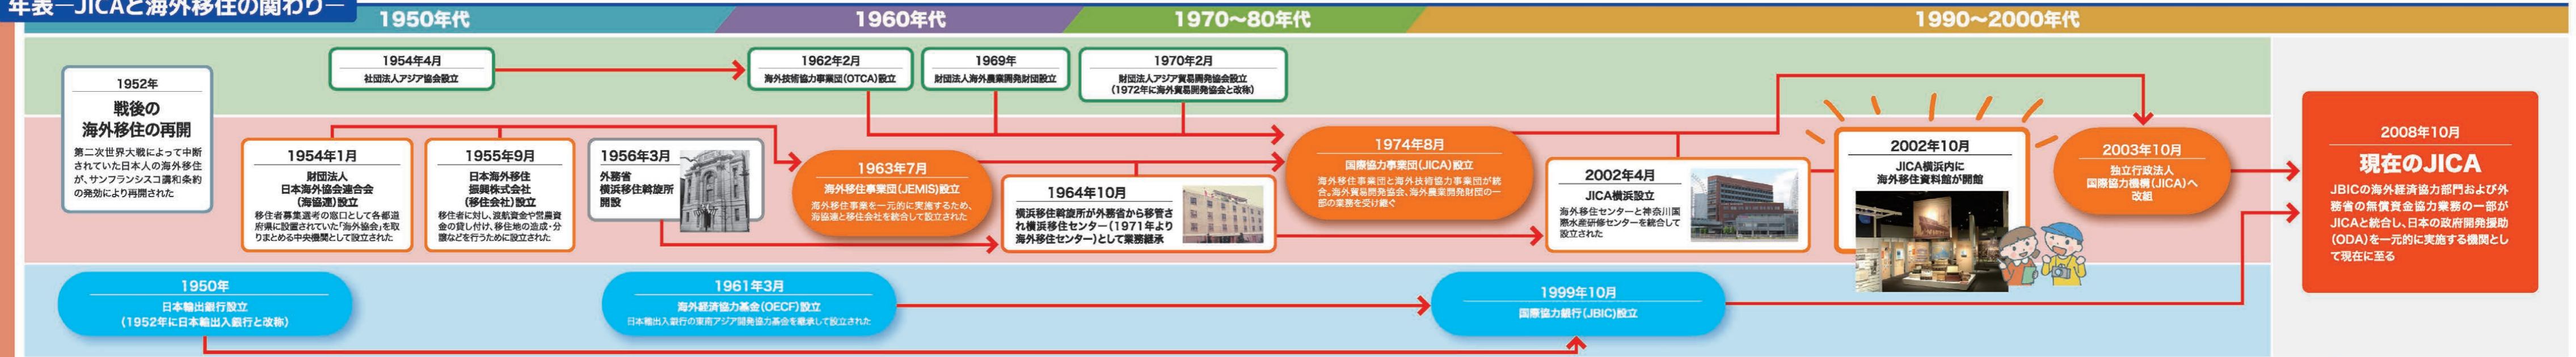 年表―JICAと海外移住の関わり―
1950年代
1960年代
1970～80年代
1990～2000年代
1952年
戦後の
海外移住の再開
第二次世界大戦によって中断
されていた日本人の海外移住
が、サンフランシスコ講和条約
の発効により再開された
1954年4月
社団法人アジア協会設立
1962年2月
海外技術協力事業団(OTCA)設立
1969年
財団法人海外農業開発財団設立
1970年2月
財団法人アジア貿易開発協会設立
(1972年に海外貿易開発協会と改称)
1954年1月
財団法人
日本海外協会連合会
(海協連)設立
移住者募集選考の窓口として各都道
府県に設置されていた「海外協会」を取
りまとめる中央機関として設立された
1955年9月
日本海外移住
振興株式会社
(移住会社)設立
移住者に対し、渡航資金や営農資
金の貸し付け、移住地の造成・分
譲などを行うために設立された
1956年3月
外務省
横浜移住斡旋所
開設
1963年7月
海外移住事業団(JEMIS)設立
海外移住事業を一元的に実施するため、
海協連と移住会社を統合して設立された
1964年10月
横浜移住斡旋所が外務省から移管さ
れ横浜移住センター(1971年より
海外移住センター)として業務継承
1974年8月
国際協力事業団(JICA)設立
海外移住事業団と海外技術協力事業団が統
合。海外貿易開発協会、海外農業開発財団の一
部の業務を受け継ぐ
2002年4月
JICA横浜設立
海外移住センターと神奈川国
際水産研修センターを統合して
設立された
2002年10月
JICA横浜内に
海外移住資料館が開館
2003年10月
独立行政法人
国際協力機構(JICA)へ
改組
2008年10月
現在のJICA
JBICの海外経済協力部門および外
務省の無償資金協力業務の一部が
JICAと統合し、日本の政府開発援助
(ODA)を一元的に実施する機関とし
て現在に至る
1950年
日本輸出銀行設立
(1952年に日本輸出入銀行と改称)
1961年3月
海外経済協力基金(OECF)設立
日本輸出入銀行の東南アジア開発協力基金を継承して設立された
1999年10月
国際協力銀行(JBIC)設立